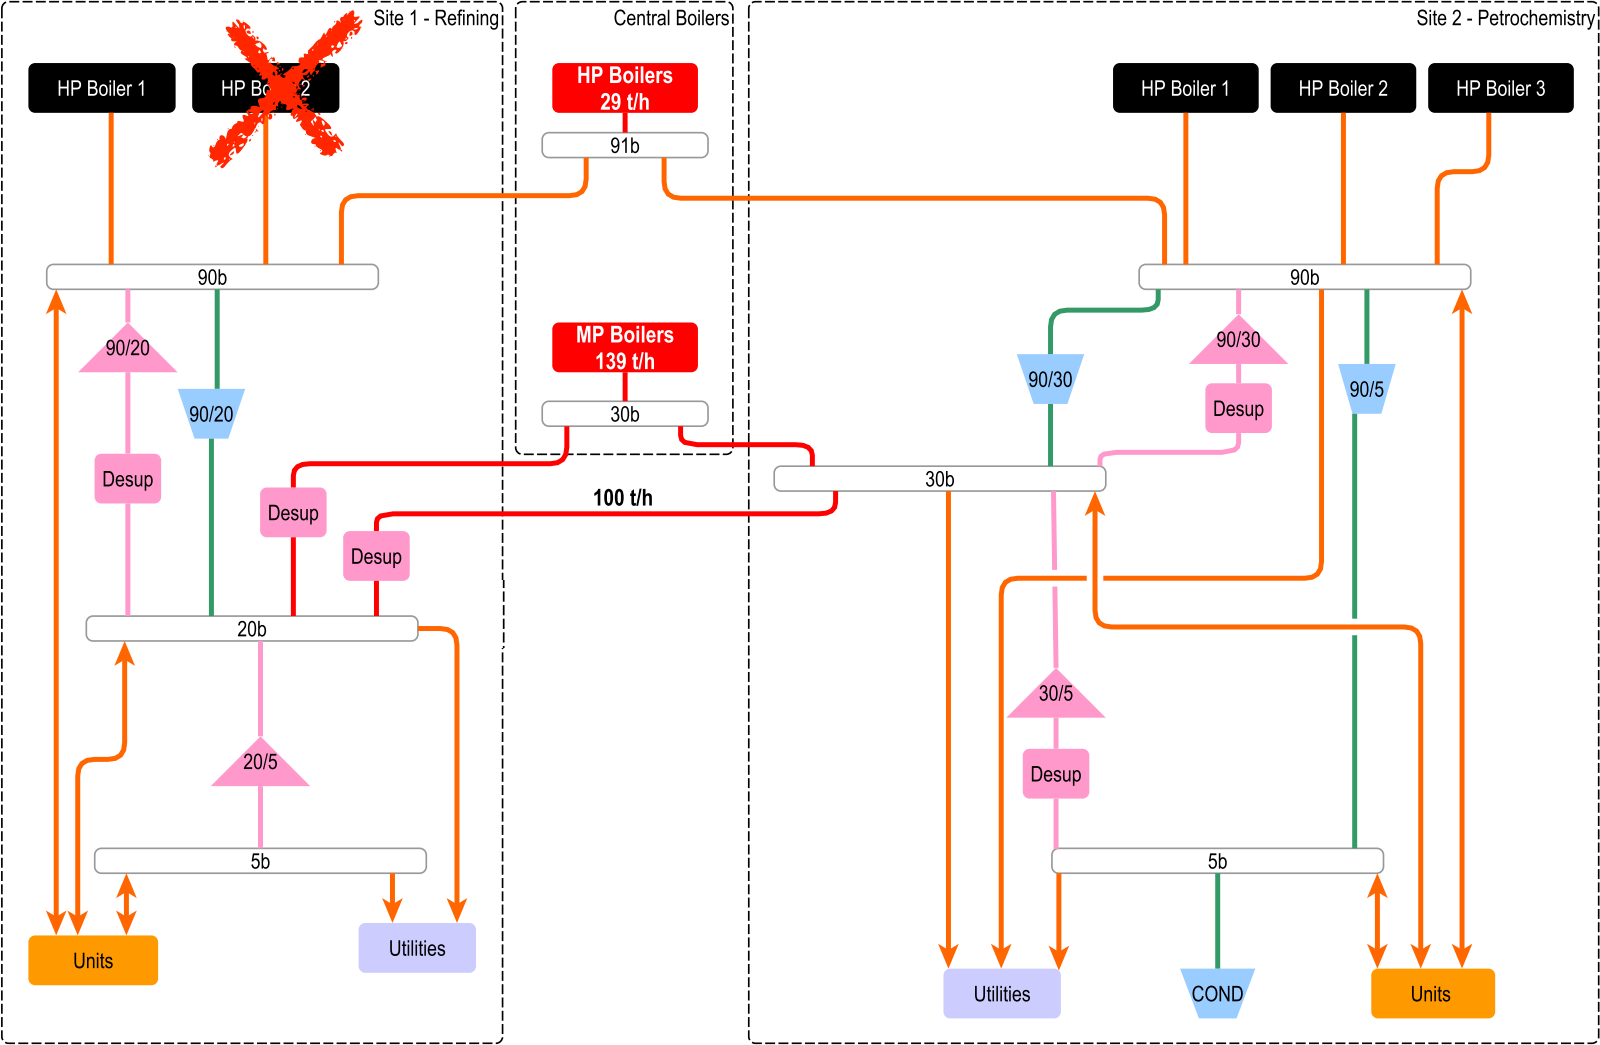 Site 1 - Refining
Central Boilers
Site 2 - Petrochemistry
HP Boiler 1
HP Bo 2
HP Boilers
29 t/h
HP Boiler 1
HP Boiler 2
HP Boiler 3
91b
90b
90b
MP Boilers
139 t/h
90/20
90/20
90/30
90/30
90/5
30b
Desup
Desup
30b
Desup
100 t/h
Desup
Desup
20b
30/5
20/5
Desup
5b
5b
Utilities
Units
Utilities
COND
Units